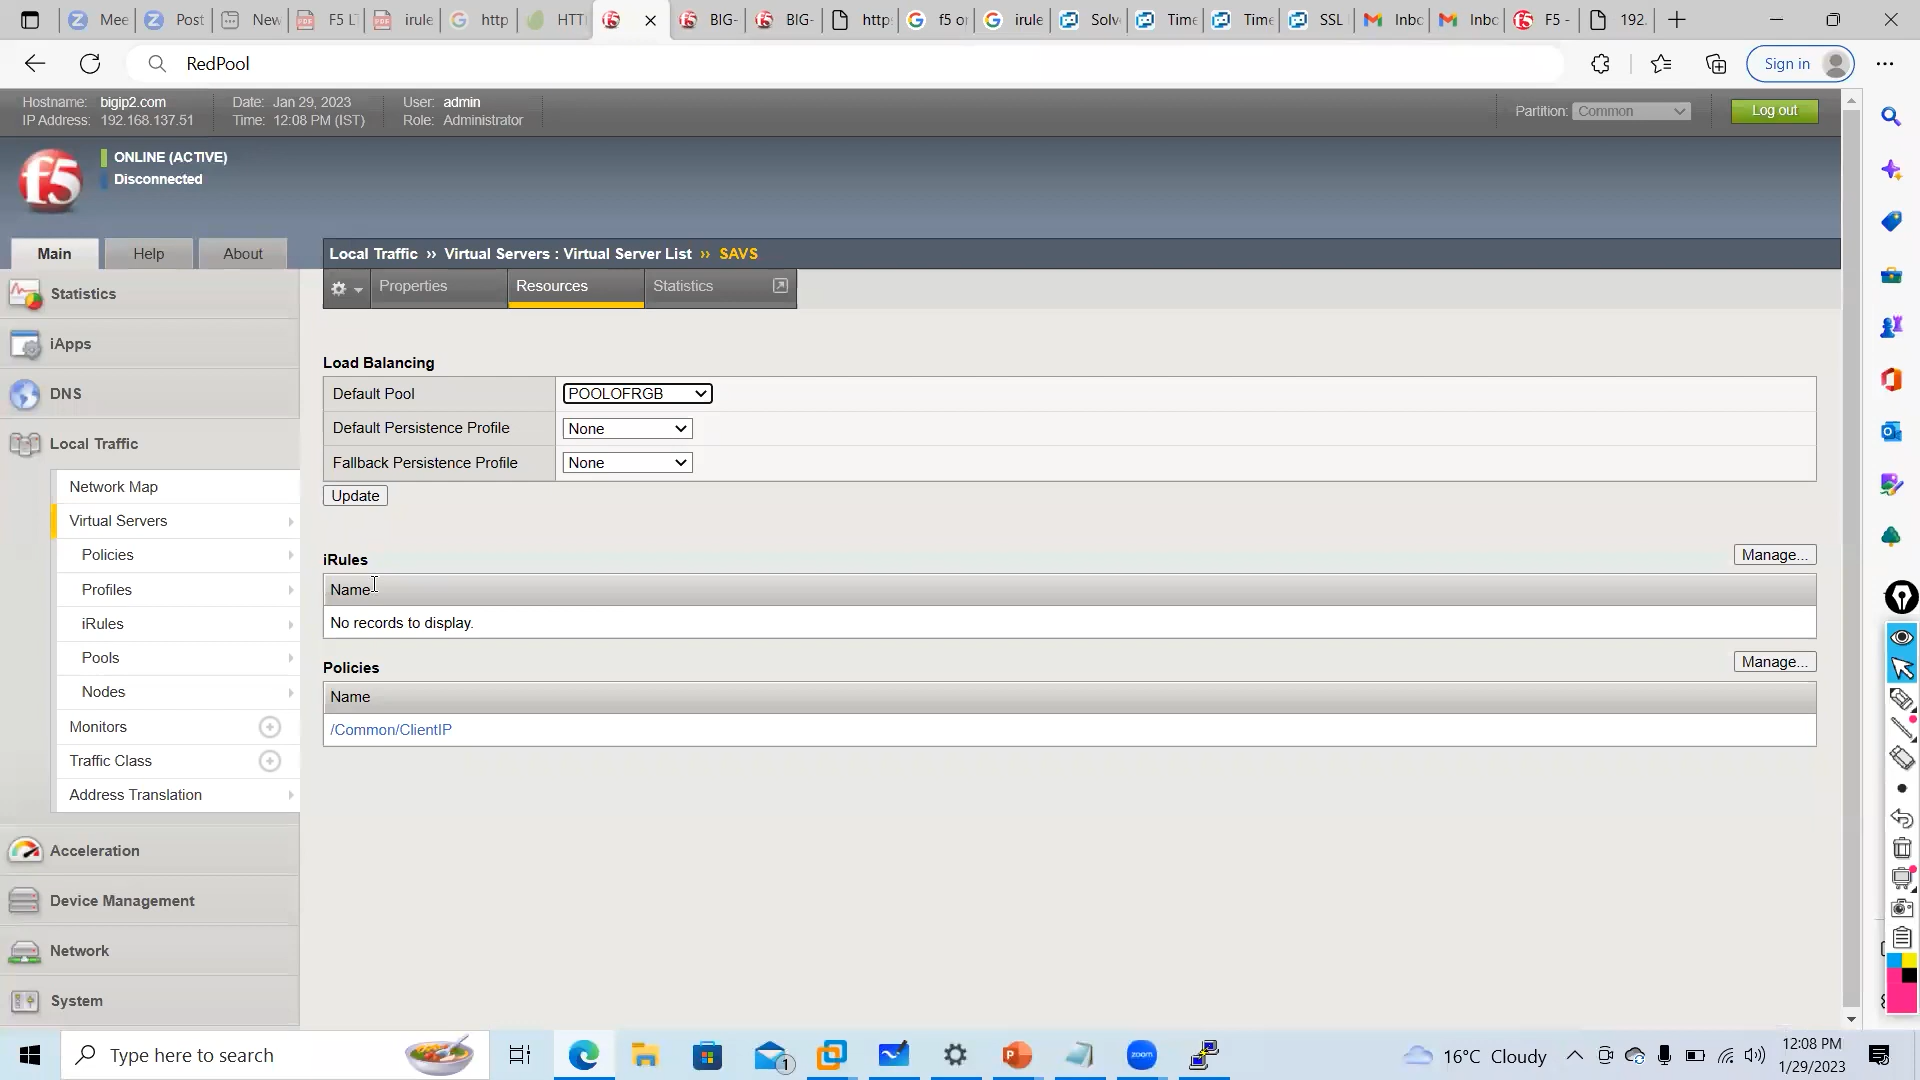 Mee
Post
New
F5 L
irule
http
HTT
BIG-
BIG-
http
f5 o
irule
Solv
Time
Time
SSL
Inbc
Inbc
F5 -
192.
RedPool
Sign in
Hostname: bigip2.com
IP Address: 192.168.137.51
Date: Jan 29, 2023
Time: 12:08 PM (IST)
User: admin
Role: Administrator
Partition: Common
Log out
f5
ONLINE (ACTIVE)
Disconnected
Main
Help
About
Local Traffic ›› Virtual Servers : Virtual Server List ›› SAVS
Properties
Resources
Statistics
Statistics
iApps
DNS
Local Traffic
Network Map
Virtual Servers
Policies
Profiles
iRules
Pools
Nodes
Monitors
Traffic Class
Address Translation
Acceleration
Device Management
Network
System
Load Balancing
Default Pool POOLOFRGB
Default Persistence Profile None
Fallback Persistence Profile None
Update
iRules
Manage...
Name
No records to display.
Policies
Manage...
Name
/Common/ClientIP
Type here to search
1
zoom
16°C Cloudy
12:08 PM
1/29/2023